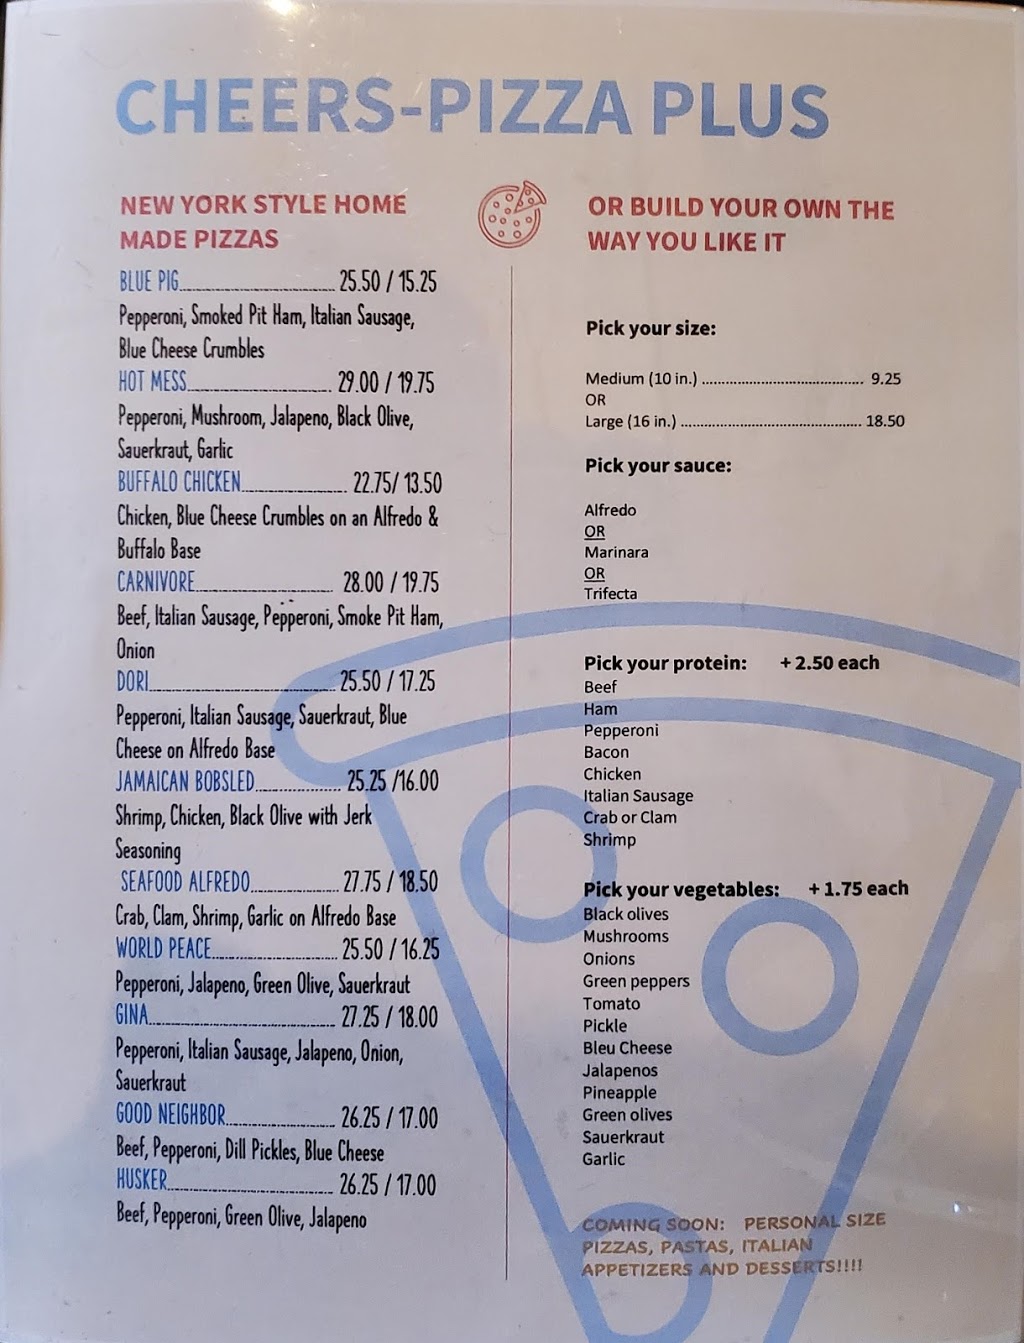 CHEERS-PIZZA PLUS
NEW YORK STYLE HOME
MADE PIZZAS
BLUE PIG 25.50 / 15.25
Pepperoni, Smoked Pit Ham, Italian Sausage,
Blue Cheese Crumbles
HOT MESS 29.00 / 19.75
Pepperoni, Mushroom, Jalapeno, Black Olive,
Sauerkraut, Garlic
BUFFALO CHICKEN 22.75/ 13.50
Chicken, Blue Cheese Crumbles on an Alfredo &
Buffalo Base
CARNIVORE 28.00 / 19.75
Beef, Italian Sausage, Pepperoni, Smoke Pit Ham,
Onion
DORI 25.50 / 17.25
Pepperoni, Italian Sausage, Sauerkraut, Blue
Cheese on Alfredo Base
JAMAICAN BOBSLED 25.25 /16.00
Shrimp, Chicken, Black Olive with Jerk
Seasoning
SEAFOOD ALFREDO 27.75 / 18.50
Crab, Clam, Shrimp, Garlic on Alfredo Base
WORLD PEACE 25.50 / 16.25
Pepperoni, Jalapeno, Green Olive, Sauerkraut
GINA 27.25 / 18.00
Pepperoni, Italian Sausage, Jalapeno, Onion,
Sauerkraut
GOOD NEIGHBOR 26.25 / 17.00
Beef, Pepperoni, Dill Pickles, Blue Cheese
HUSKER 26.25 / 17.00
Beef, Pepperoni, Green Olive, Jalapeno
OR BUILD YOUR OWN THE
WAY YOU LIKE IT
Pick your size:
Medium (10 in.) 9.25
OR
Large (16 in.) 18.50
Pick your sauce:
Alfredo
OR
Marinara
OR
Trifecta
Pick your protein: + 2.50 each
Beef
Ham
Pepperoni
Bacon
Chicken
Italian Sausage
Crab or Clam
Shrimp
Pick your vegetables: + 1.75 each
Black olives
Mushrooms
Onions
Green peppers
Tomato
Pickle
Bleu Cheese
Jalapenos
Pineapple
Green olives
Sauerkraut
Garlic
COMING SOON: PERSONAL SIZE
PIZZAS, PASTAS, ITALIAN
APPETIZERS AND DESSERTS!!!!